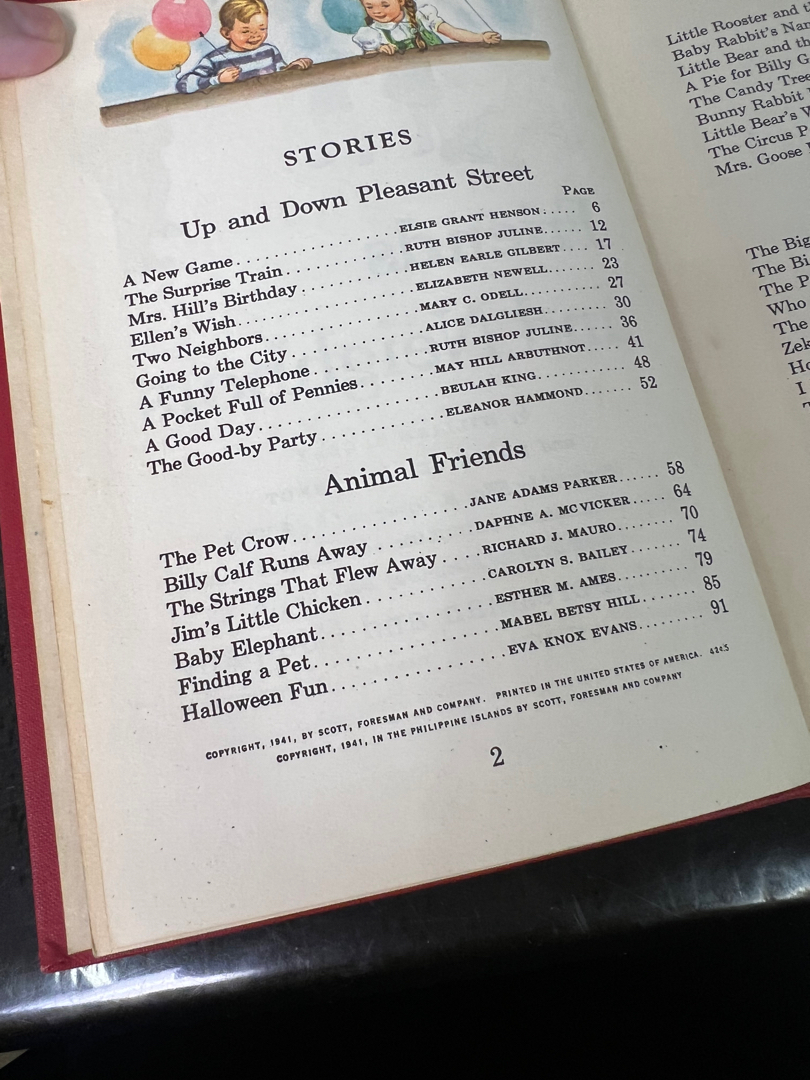 STORIES
Up and Down Pleasant Street
PAGE
A New Game . . . . . . . . . . . . . . . . . . ELSIE GRANT HENSON . . . . . 6
The Surprise Train . . . . . . . . . . . . . RUTH BISHOP JULINE . . . . . . 12
Mrs. Hill's Birthday . . . . . . . . . . . . HELEN EARLE GILBERT . . . . 17
Ellen's Wish . . . . . . . . . . . . . . . . . . ELIZABETH NEWELL . . . . . . . 23
Two Neighbors . . . . . . . . . . . . . . . . MARY C. ODELL . . . . . . . . . . . 27
Going to the City . . . . . . . . . . . . . . ALICE DALGLIESH . . . . . . . . . 30
A Funny Telephone . . . . . . . . . . . . RUTH BISHOP JULINE . . . . . . 36
A Pocket Full of Pennies . . . . . . . . MAY HILL ARBUTHNOT . . . . . 41
A Good Day . . . . . . . . . . . . . . . . . . BEULAH KING . . . . . . . . . . . . 48
The Good-by Party . . . . . . . . . . . . ELEANOR HAMMOND . . . . . . . 52
Animal Friends
The Pet Crow . . . . . . . . . . . . . . . . . JANE ADAMS PARKER . . . . . . 58
Billy Calf Runs Away . . . . . . . . . . DAPHNE A. MCVICKER . . . . . 64
The Strings That Flew Away . . . . RICHARD J. MAURO . . . . . . . . 70
Jim's Little Chicken . . . . . . . . . . . CAROLYN S. BAILEY . . . . . . . 74
Baby Elephant . . . . . . . . . . . . . . . . ESTHER M. AMES . . . . . . . . . 79
Finding a Pet . . . . . . . . . . . . . . . . . MABEL BETSY HILL . . . . . . . 85
Halloween Fun . . . . . . . . . . . . . . . . EVA KNOX EVANS . . . . . . . . . 91
COPYRIGHT, 1941, BY SCOTT, FORESMAN AND COMPANY. PRINTED IN THE UNITED STATES OF AMERICA. 42c5
COPYRIGHT, 1941, IN THE PHILIPPINE ISLANDS BY SCOTT, FORESMAN AND COMPANY
2
Little Rooster and
Baby Rabbit's
Little Bear and
A Pie for Billy
The Candy
Bunny Rabbit
Little Bear's
The Circus
Mrs. Goose
The Big
The
The
Who
The
I